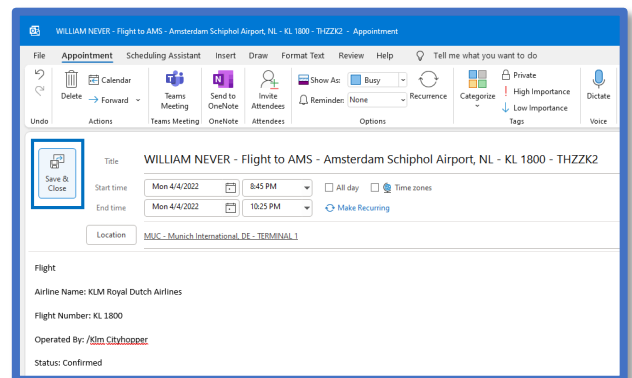 WILLIAM NEVER - Flight to AMS - Amsterdam Schiphol Airport, NL - KL 1800 - THZZK2 - Appointment
File Appointment Scheduling Assistant Insert Draw Format Text Review Help Tell me what you want to do
Delete
Calendar
Forward
Teams Meeting
Send to OneNote
Invite Attendees
Show As: Busy
Reminder: None
Recurrence
Categorize
Private
High Importance
Low Importance
Dictate
Undo Actions Teams Meeting OneNote Attendees Options Tags Voice
Save & Close
Title WILLIAM NEVER - Flight to AMS - Amsterdam Schiphol Airport, NL - KL 1800 - THZZK2
Start time Mon 4/4/2022 8:45 PM All day Time zones
End time Mon 4/4/2022 10:25 PM Make Recurring
Location MUC - Munich International, DE - TERMINAL 1
Flight
Airline Name: KLM Royal Dutch Airlines
Flight Number: KL 1800
Operated By: /Klm Cityhopper
Status: Confirmed